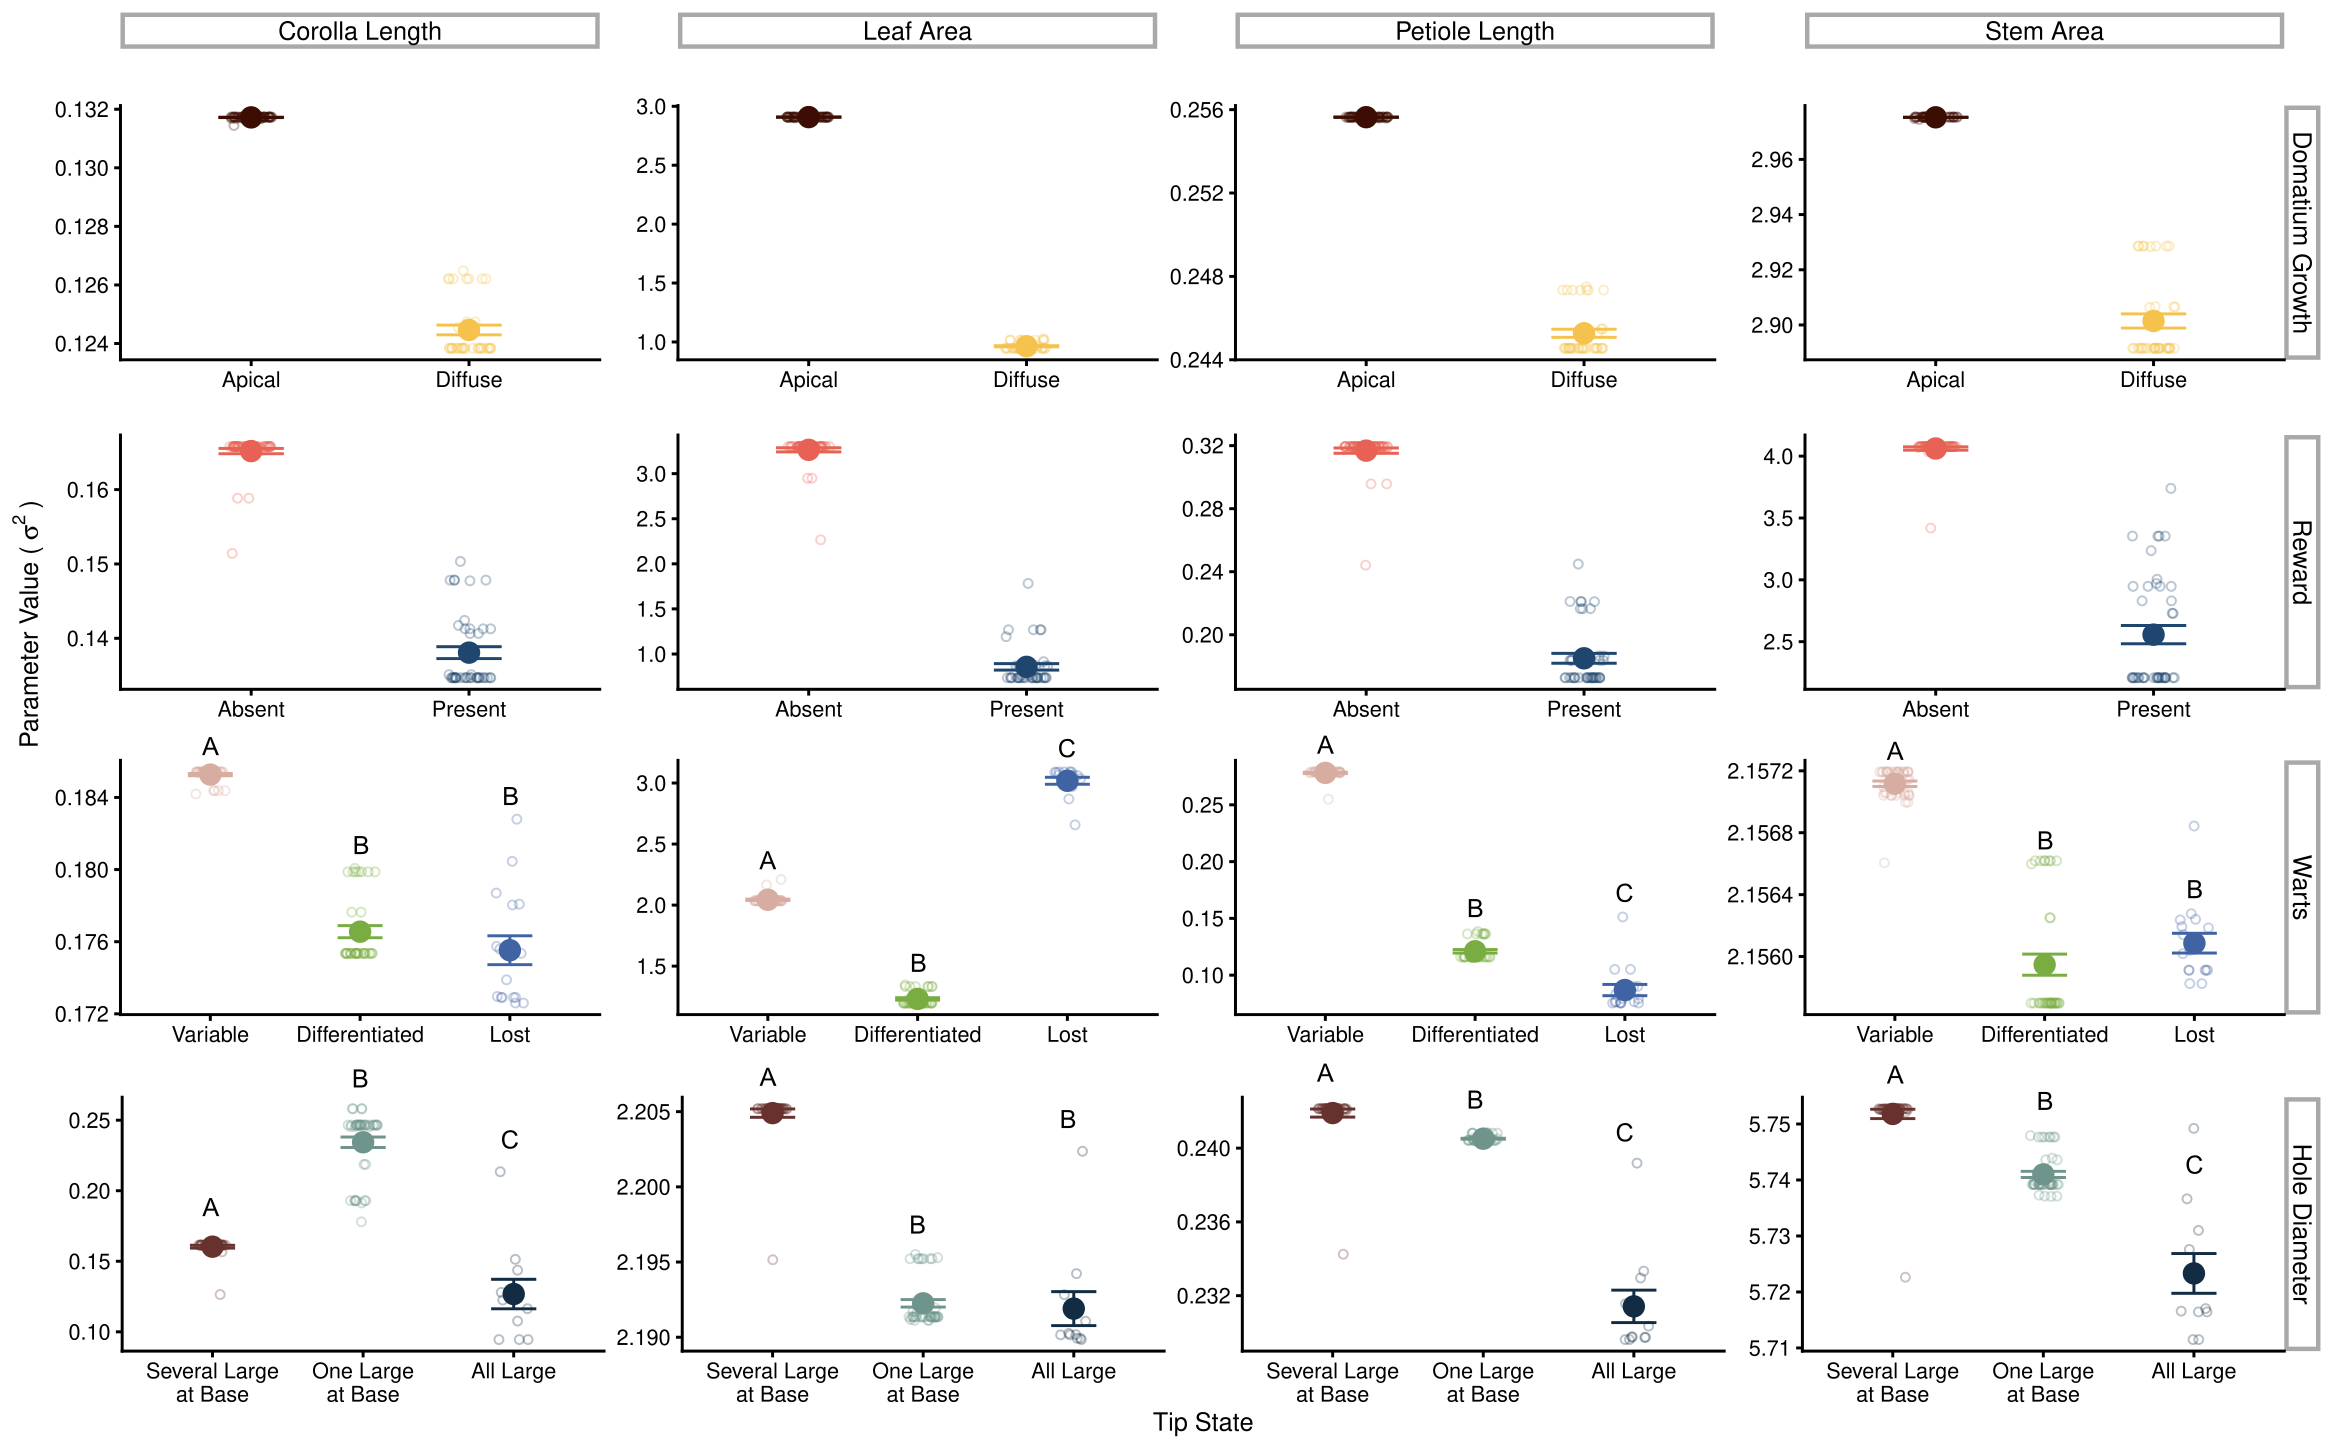 Corolla Length
Leaf Area
Petiole Length
Stem Area
Parameter Value ( σ² )
0.132
0.130
0.128
0.126
0.124
Apical
Diffuse
3.0
2.5
2.0
1.5
1.0
Apical
Diffuse
0.256
0.252
0.248
0.244
Apical
Diffuse
2.96
2.94
2.92
2.90
Apical
Diffuse
Domatium Growth
0.16
0.15
0.14
Absent
Present
3.0
2.5
2.0
1.5
1.0
Absent
Present
0.32
0.28
0.24
0.20
Absent
Present
4.0
3.5
3.0
2.5
Absent
Present
Reward
A
B
B
0.184
0.180
0.176
0.172
Variable
Differentiated
Lost
A
B
C
3.0
2.5
2.0
1.5
Variable
Differentiated
Lost
A
B
C
0.25
0.20
0.15
0.10
Variable
Differentiated
Lost
A
B
B
2.1572
2.1568
2.1564
2.1560
Variable
Differentiated
Lost
Warts
A
B
C
0.25
0.20
0.15
0.10
Several Large
at Base
One Large
at Base
All Large
A
B
B
2.205
2.200
2.195
2.190
Several Large
at Base
One Large
at Base
All Large
A
B
C
0.240
0.236
0.232
Several Large
at Base
One Large
at Base
All Large
A
B
C
5.75
5.74
5.73
5.72
5.71
Several Large
at Base
One Large
at Base
All Large
Hole Diameter
Tip State